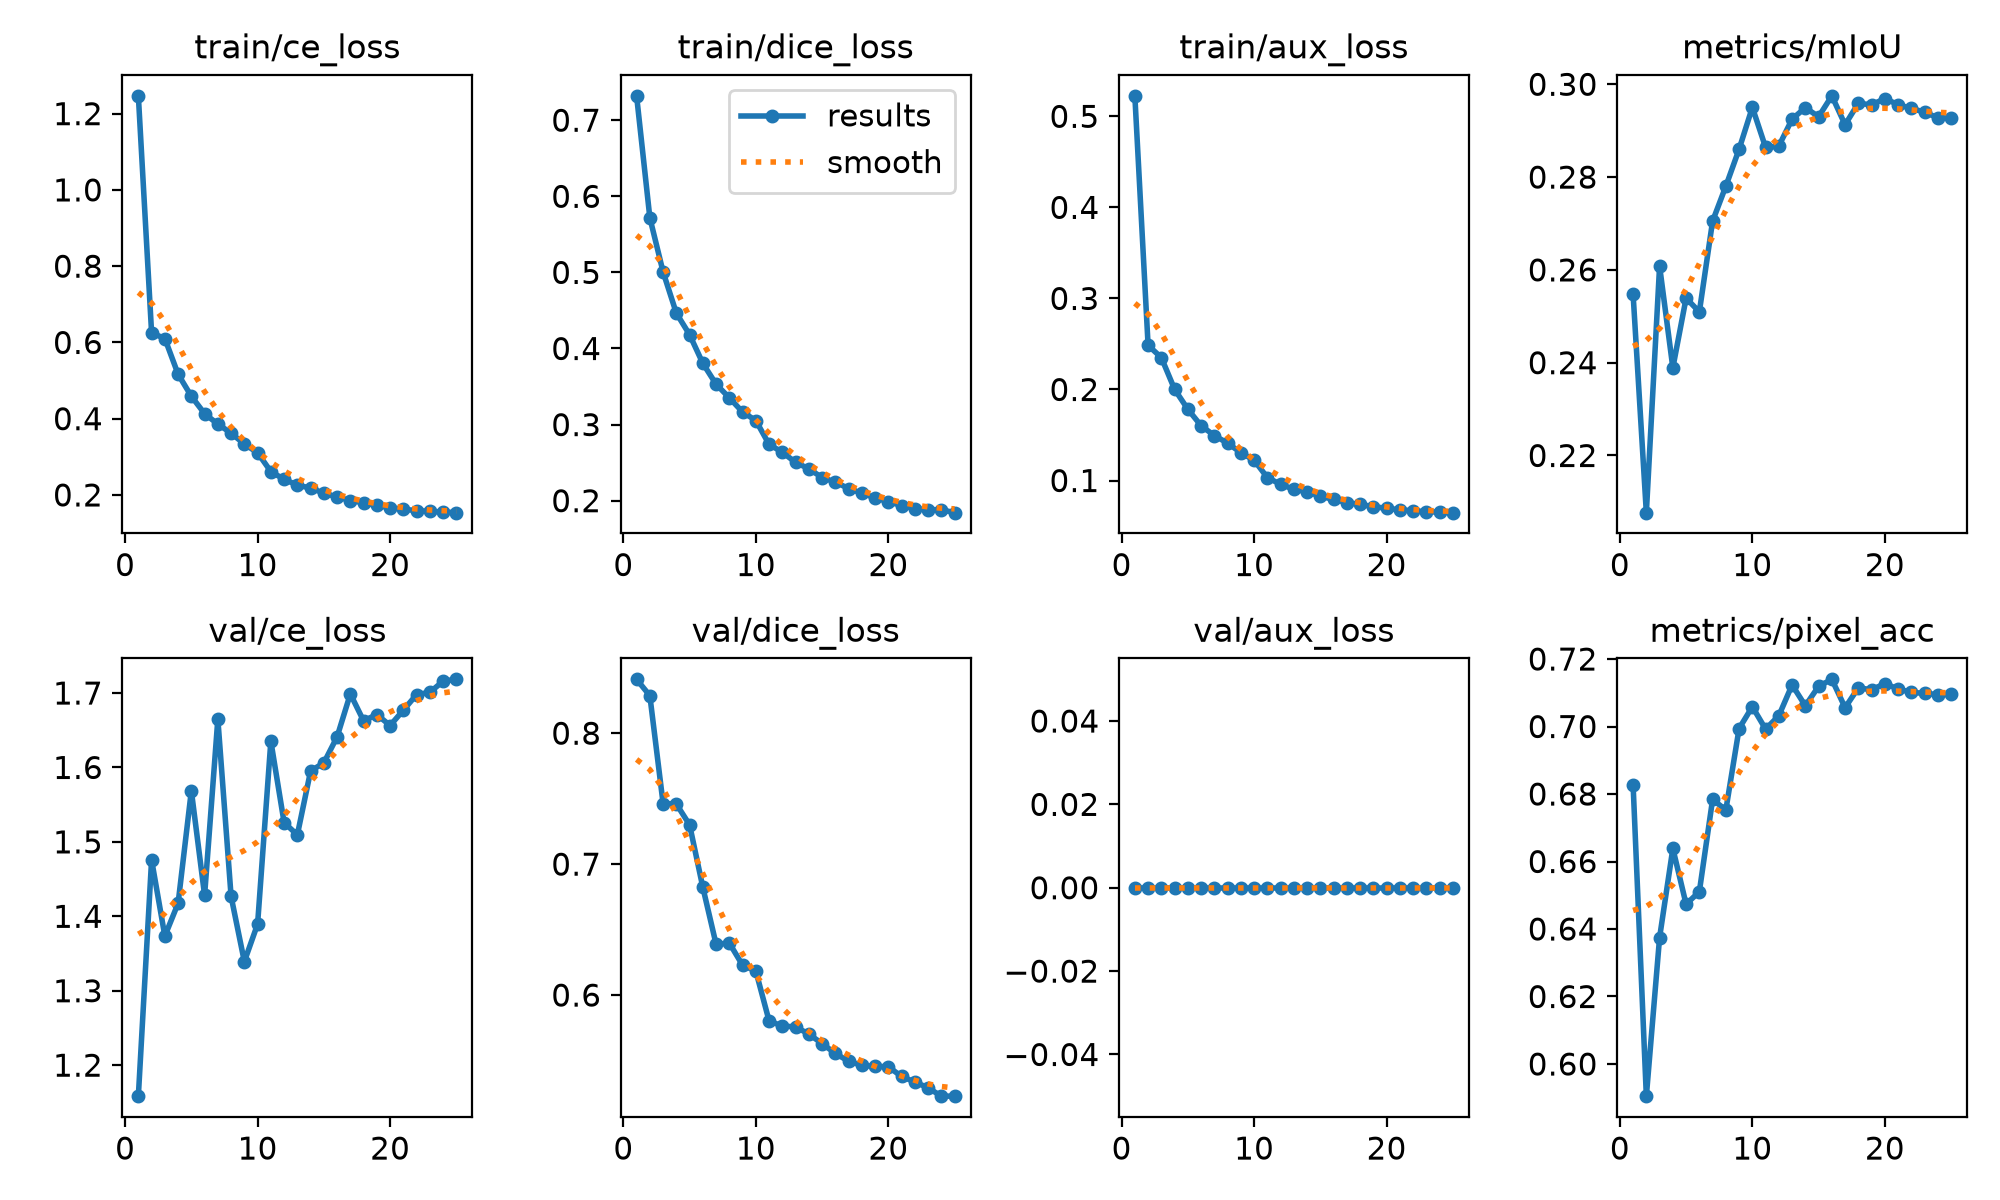 train/ce_loss
1.2
1.0
0.8
0.6
0.4
0.2
0 10 20
train/dice_loss
results
smooth
0.7
0.6
0.5
0.4
0.3
0.2
0 10 20
train/aux_loss
0.5
0.4
0.3
0.2
0.1
0 10 20
metrics/mIoU
0.30
0.28
0.26
0.24
0.22
0 10 20
val/ce_loss
1.7
1.6
1.5
1.4
1.3
1.2
0 10 20
val/dice_loss
0.8
0.7
0.6
0 10 20
val/aux_loss
0.04
0.02
0.00
−0.02
−0.04
0 10 20
metrics/pixel_acc
0.72
0.70
0.68
0.66
0.64
0.62
0.60
0 10 20